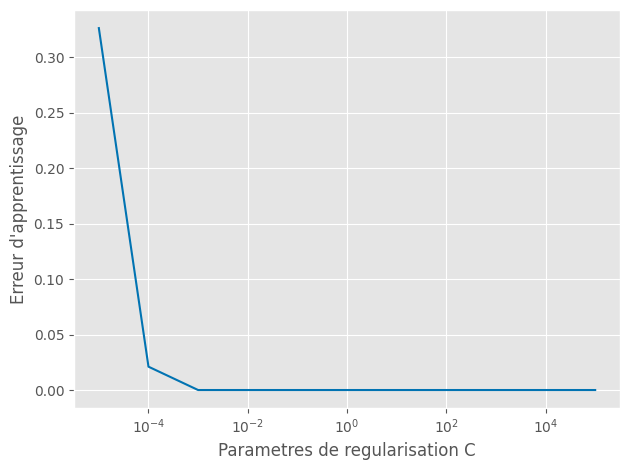 0.30
0.25
0.20
0.15
0.10
0.05
0.00
Erreur d'apprentissage
10⁻⁴ 10⁻² 10⁰ 10² 10⁴
Parametres de regularisation C